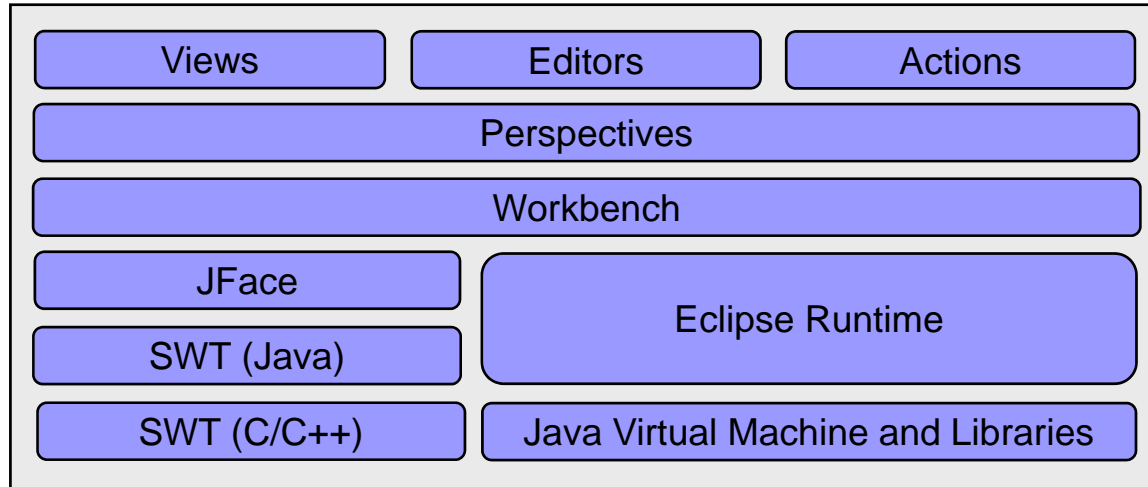 Views
Editors
Actions
Perspectives
Workbench
JFace
Eclipse Runtime
SWT (Java)
SWT (C/C++)
Java Virtual Machine and Libraries